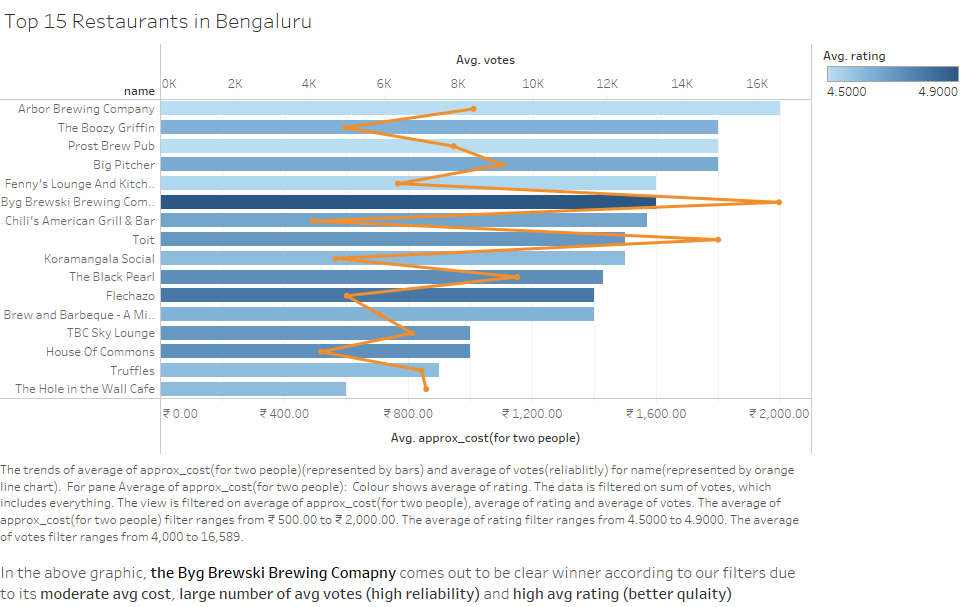 Top 15 Restaurants in Bengaluru
Avg. votes
Avg. rating
name
0K 2K 4K 6K 8K 10K 12K 14K 16K
4.5000 4.9000
Arbor Brewing Company
The Boozy Griffin
Prost Brew Pub
Big Pitcher
Fenny's Lounge And Kitch..
Byg Brewski Brewing Com..
Chili's American Grill & Bar
Toit
Koramangala Social
The Black Pearl
Flechazo
Brew and Barbeque - A Mi..
TBC Sky Lounge
House Of Commons
Truffles
The Hole in the Wall Cafe
₹ 0.00 ₹ 400.00 ₹ 800.00 ₹ 1,200.00 ₹ 1,600.00 ₹ 2,000.00
Avg. approx_cost(for two people)
The trends of average of approx_cost(for two people)(represented by bars) and average of votes(reliablitly) for name(represented by orange
line chart). For pane Average of approx_cost(for two people): Colour shows average of rating. The data is filtered on sum of votes, which
includes everything. The view is filtered on average of approx_cost(for two people), average of rating and average of votes. The average of
approx_cost(for two people) filter ranges from ₹ 500.00 to ₹ 2,000.00. The average of rating filter ranges from 4.5000 to 4.9000. The average
of votes filter ranges from 4,000 to 16,589.
In the above graphic, the Byg Brewski Brewing Comapny comes out to be clear winner according to our filters due
to its moderate avg cost, large number of avg votes (high reliability) and high avg rating (better qulaity)